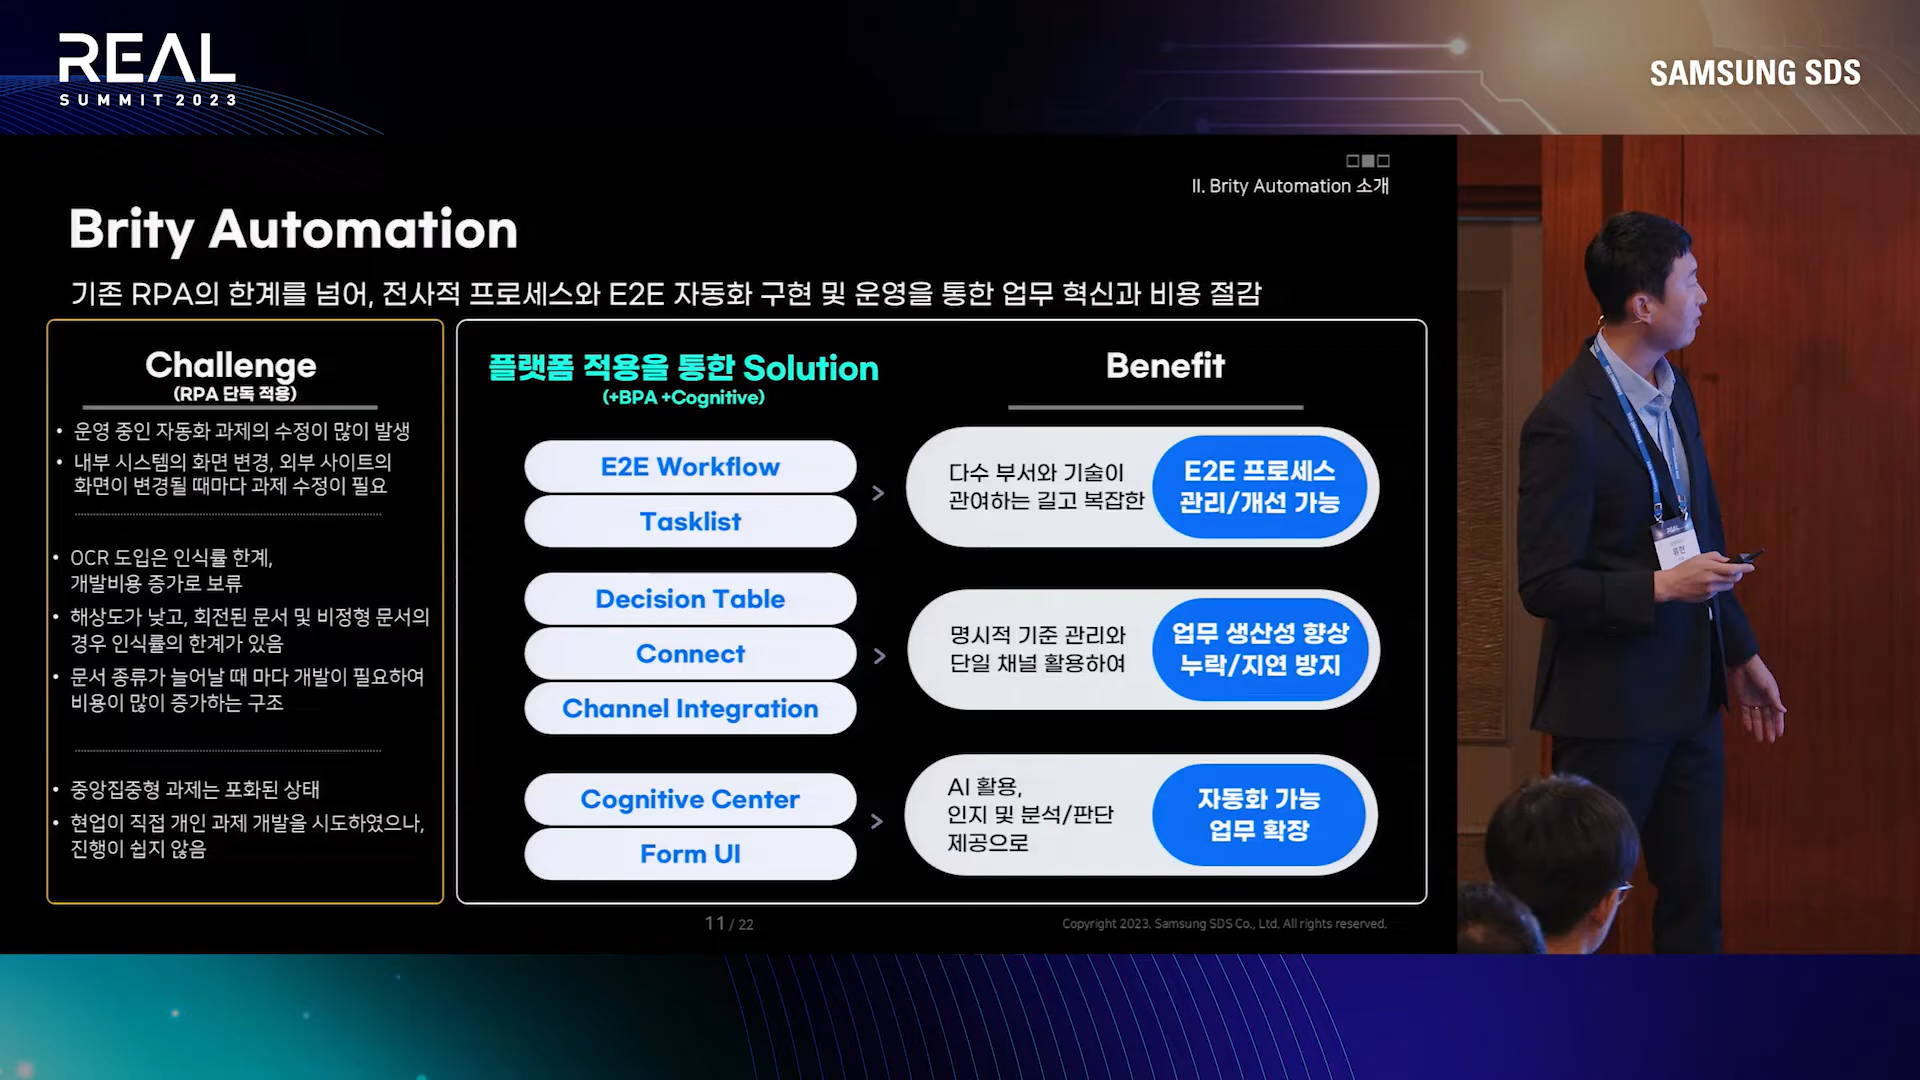 REAL
SUMMIT 2023
SAMSUNG SDS
II. Brity Automation 소개
Brity Automation
기존 RPA의 한계를 넘어, 전사적 프로세스와 E2E 자동화 구현 및 운영을 통한 업무 혁신과 비용 절감
Challenge
(RPA 단독 적용)
• 운영 중인 자동화 과제의 수정이 많이 발생
• 내부 시스템의 화면 변경, 외부 사이트의
화면이 변경될 때마다 과제 수정이 필요
• OCR 도입은 인식률 한계,
개발비용 증가로 보류
• 해상도가 낮고, 회전된 문서 및 비정형 문서의
경우 인식률의 한계가 있음
• 문서 종류가 늘어날 때 마다 개발이 필요하여
비용이 많이 증가하는 구조
• 중앙집중형 과제는 포화된 상태
• 현업이 직접 개인 과제 개발을 시도하였으나,
진행이 쉽지 않음
플랫폼 적용을 통한 Solution
(+BPA +Cognitive)
E2E Workflow
Tasklist
Decision Table
Connect
Channel Integration
Cognitive Center
Form UI
Benefit
다수 부서와 기술이
관여하는 길고 복잡한
E2E 프로세스
관리/개선 가능
명시적 기준 관리와
단일 채널 활용하여
업무 생산성 향상
누락/지연 방지
AI 활용,
인지 및 분석/판단
제공으로
자동화 가능
업무 확장
11 / 22
Copyright 2023. Samsung SDS Co., Ltd. All rights reserved.
REAL
류현